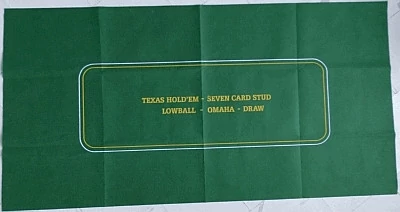 TEXAS HOLD'EM - SEVEN CARD STUD
LOWBALL - OMAHA - DRAW